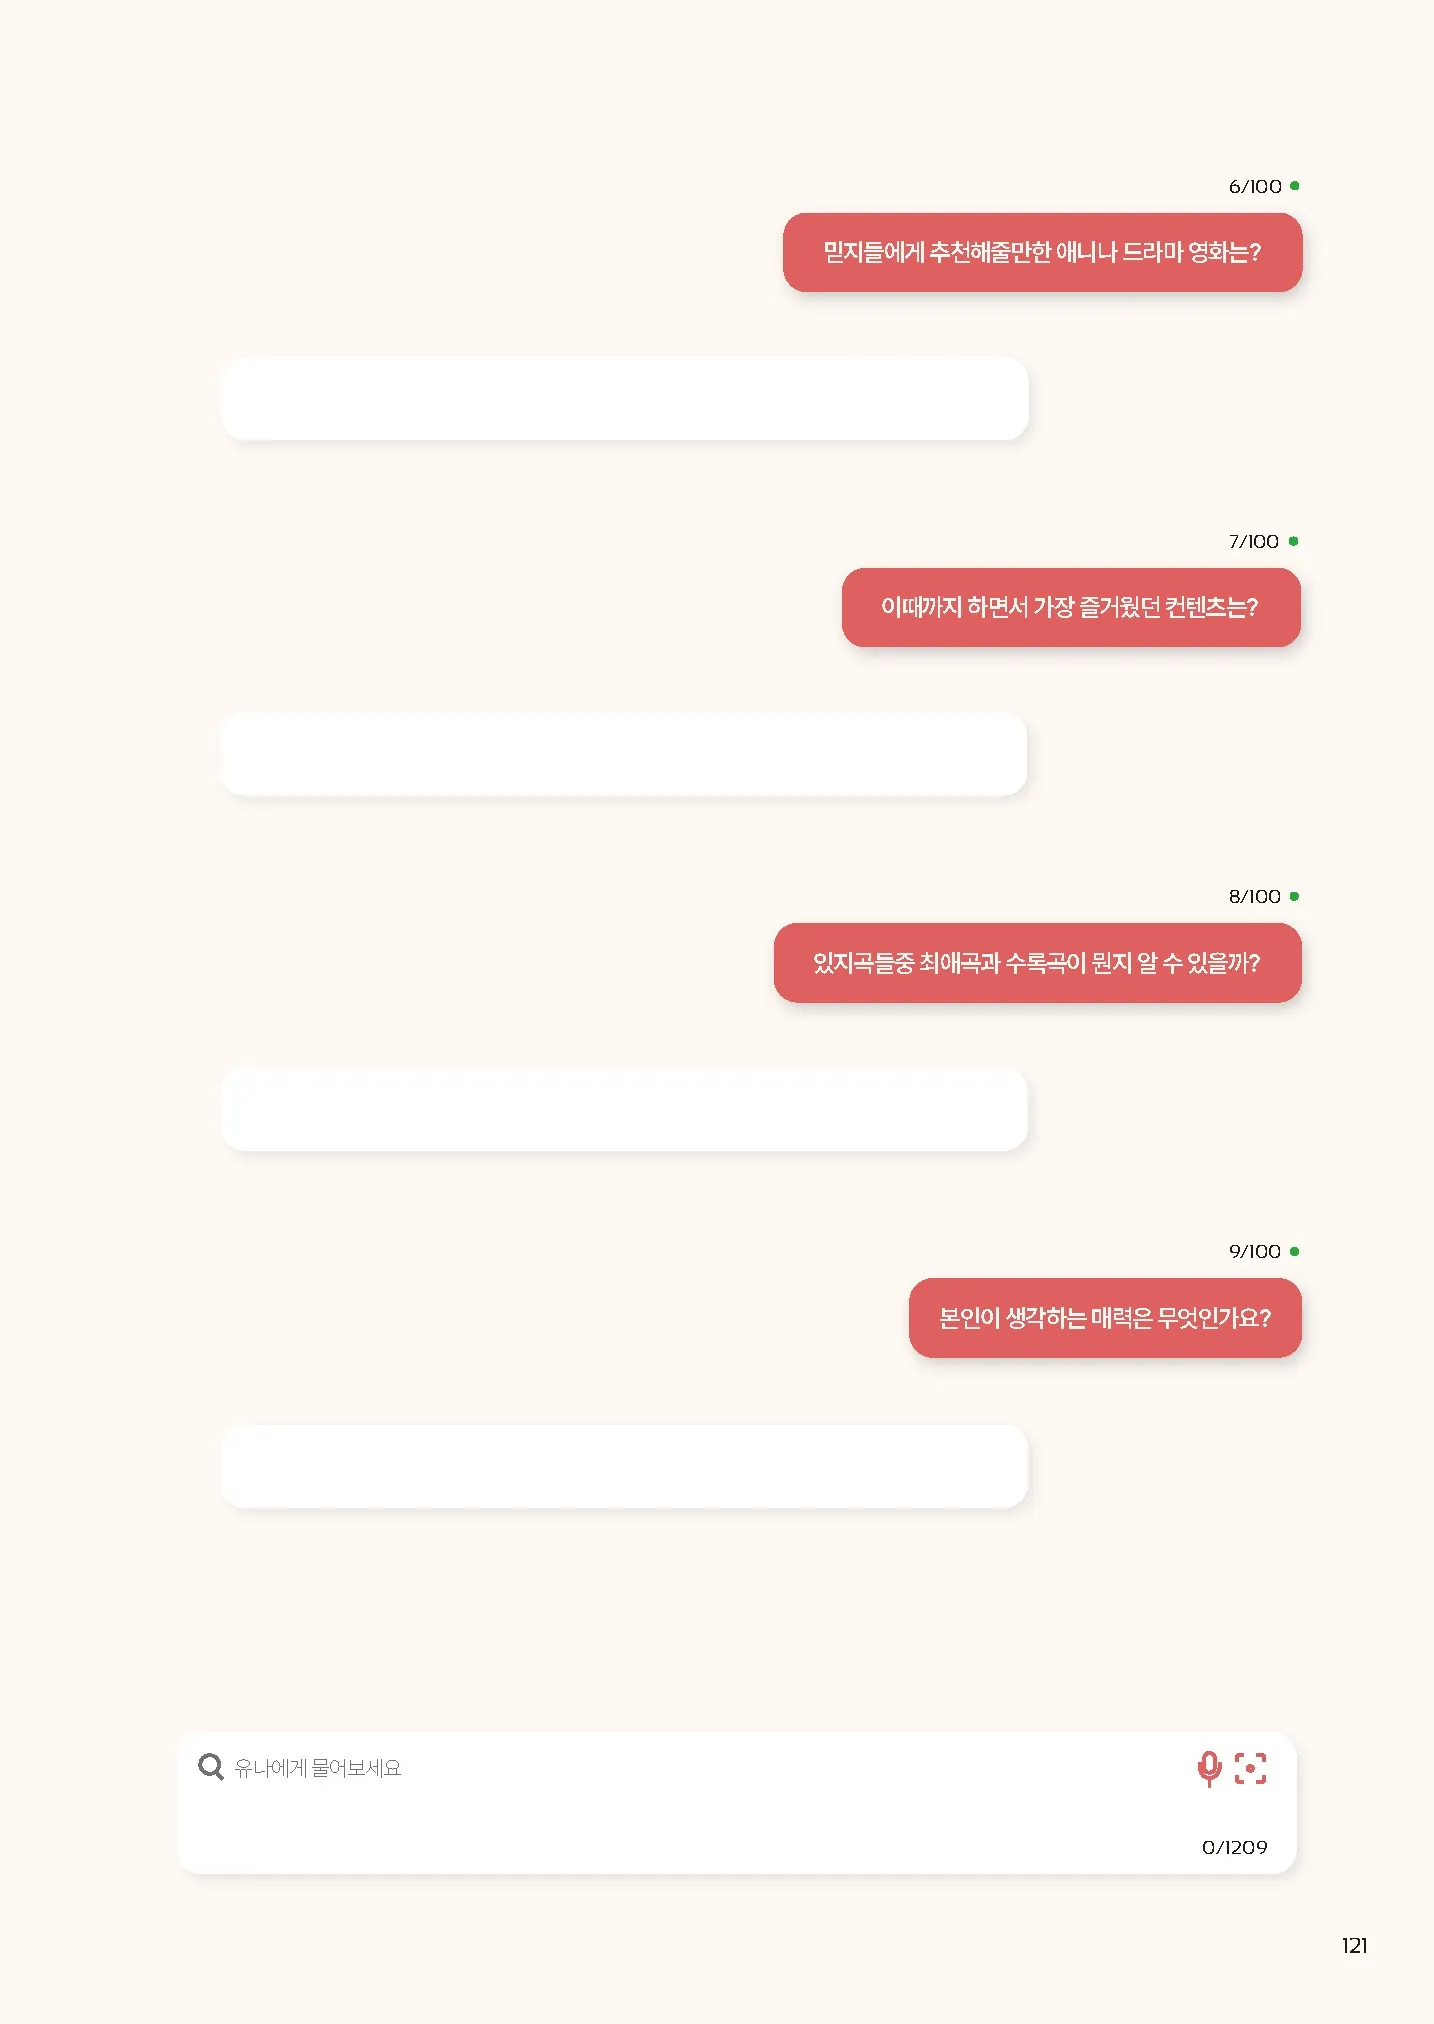 6/100
믿지들에게 추천해줄만한 애니나 드라마 영화는?
7/100
이때까지 하면서 가장 즐거웠던 컨텐츠는?
8/100
있지곡들중 최애곡과 수록곡이 뭔지 알 수 있을까?
9/100
본인이 생각하는 매력은 무엇인가요?
유나에게 물어보세요
0/1209
121